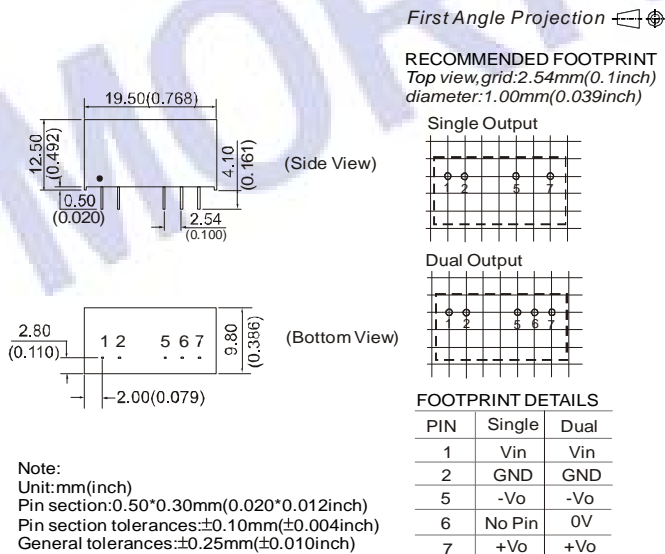 First Angle Projection
RECOMMENDED FOOTPRINT
Top view,grid:2.54mm(0.1inch)
diameter:1.00mm(0.039inch)
19.50(0.768)
12.50
(0.492)
4.10
(0.161)
(Side View)
0.50
(0.020)
2.54
(0.100)
Single Output
1 2 5 7
Dual Output
1 2 5 6 7
2.80
(0.110)
1 2 5 6 7
9.80
(0.386)
(Bottom View)
2.00(0.079)
FOOTPRINT DETAILS
PIN Single Dual
1 Vin Vin
2 GND GND
5 -Vo -Vo
6 No Pin 0V
7 +Vo +Vo
Note:
Unit:mm(inch)
Pin section:0.50*0.30mm(0.020*0.012inch)
Pin section tolerances:±0.10mm(±0.004inch)
General tolerances:±0.25mm(±0.010inch)